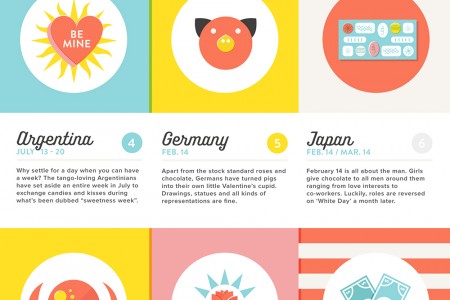 BE
MINE
Argentina
JULY 13 - 20
4
Why settle for a day when you can have
a week? The tango-loving Argentinians
have set aside an entire week in July to
exchange candies and kisses during
what's been dubbed “sweetness week”.
Germany
FEB. 14
5
Apart from the stock standard roses and
chocolate, Germans have turned pigs
into their own little Valentine's cupid.
Drawings, statues and all kinds of
representations are fine.
Japan
FEB. 14 / MAR. 14
6
February 14 is all about the man. Girls
give chocolate to all men around them
ranging from love interests to
co-workers. Luckily, roles are reversed
on 'White Day' a month later.